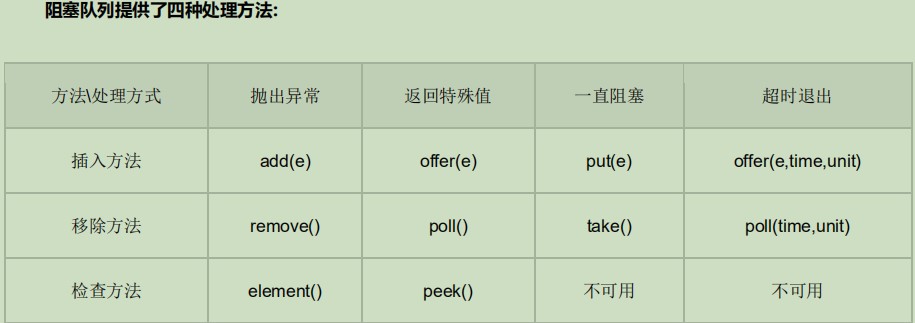 阻塞队列提供了四种处理方法:
方法\处理方式 抛出异常 返回特殊值 一直阻塞 超时退出
插入方法 add(e) offer(e) put(e) offer(e,time,unit)
移除方法 remove() poll() take() poll(time,unit)
检查方法 element() peek() 不可用 不可用